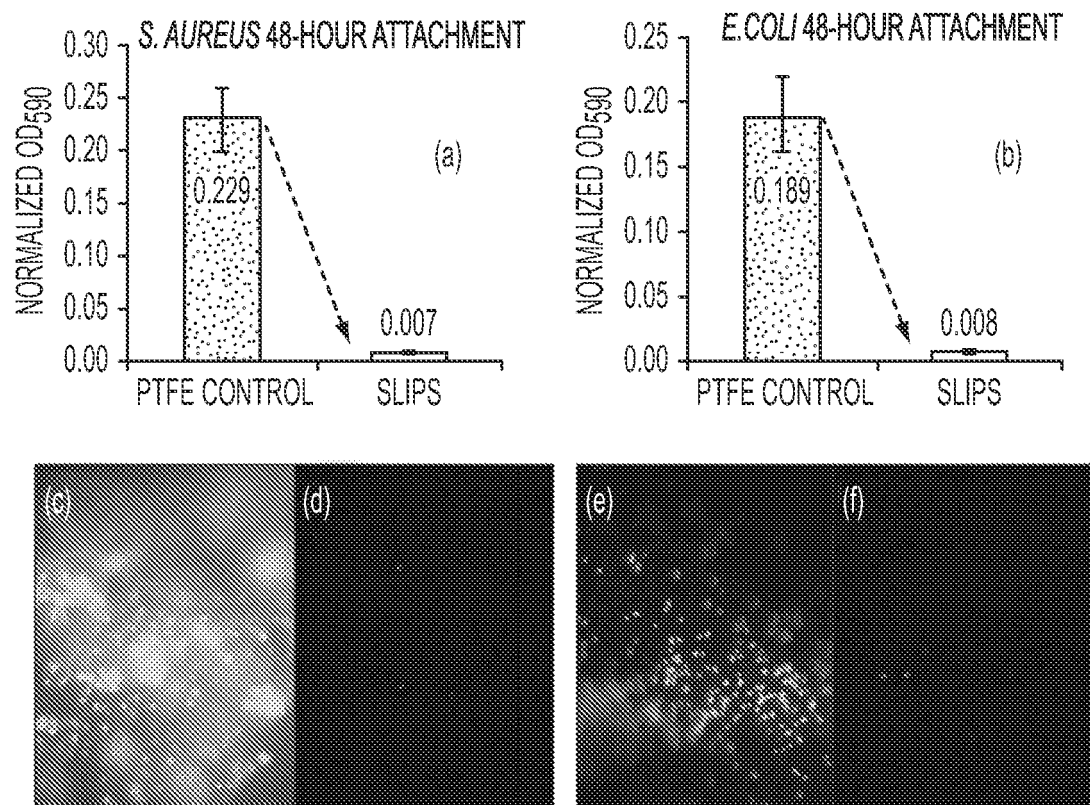 S. AUREUS 48-HOUR ATTACHMENT
NORMALIZED OD590
0.30
0.25
0.20
0.15
0.10
0.05
0.00
0.229
0.007
(a)
PTFE CONTROL SLIPS
E.COLI 48-HOUR ATTACHMENT
NORMALIZED OD590
0.25
0.20
0.15
0.10
0.05
0.00
0.189
0.008
(b)
PTFE CONTROL SLIPS
(c) (d) (e) (f)